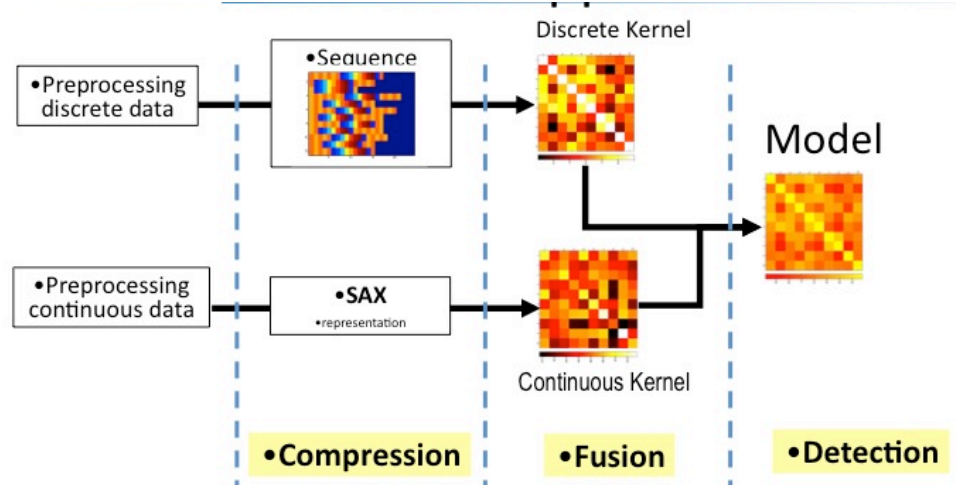 Discrete Kernel
•Sequence
•Preprocessing
discrete data
Model
•Preprocessing
continuous data
•SAX
•representation
Continuous Kernel
•Compression
•Fusion
•Detection